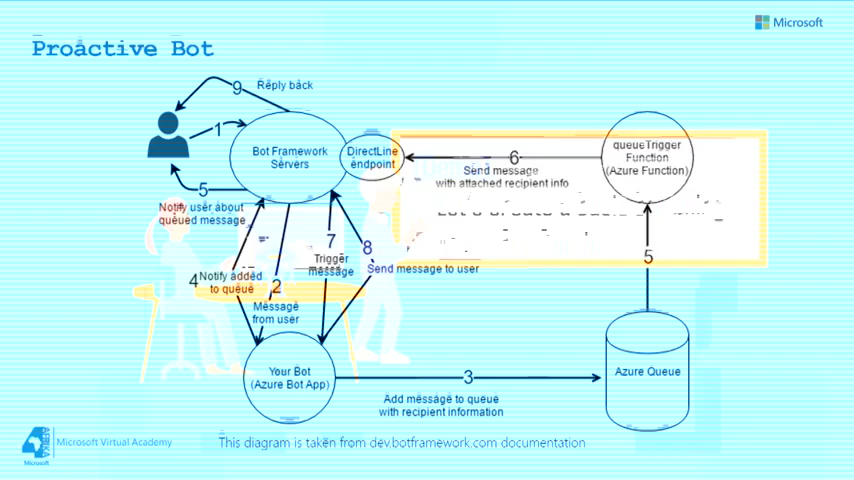 Microsoft
Proactive Bot
9
Reply back
1
Bot Framework
Servers
DirectLine
endpoint
6
Send message
with attached recipient info
queueTrigger
Function
(Azure Function)
5
Notify user about
queued message
7
Trigger
message
8
Send message to user
5
4
Notify added
to queue
2
Message
from user
Your Bot
(Azure Bot App)
3
Add message to queue
with recipient information
Azure Queue
4
AFRIKA
Microsoft
Microsoft Virtual Academy
This diagram is taken from dev.botframework.com documentation